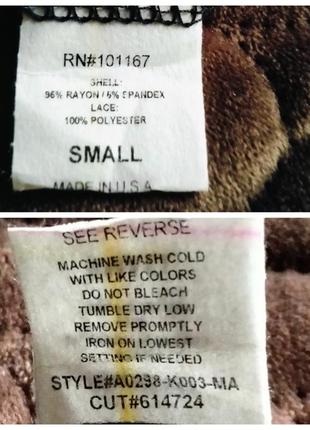 RN#101167
SHELL:
96% RAYON / 6% SPANDEX
LACE:
100% POLYESTER
SMALL
MADE IN U.S.A
SEE REVERSE
MACHINE WASH COLD
WITH LIKE COLORS
DO NOT BLEACH
TUMBLE DRY LOW
REMOVE PROMPTLY
IRON ON LOWEST
SETTING IF NEEDED
STYLE#A0298-K003-MA
CUT#614724